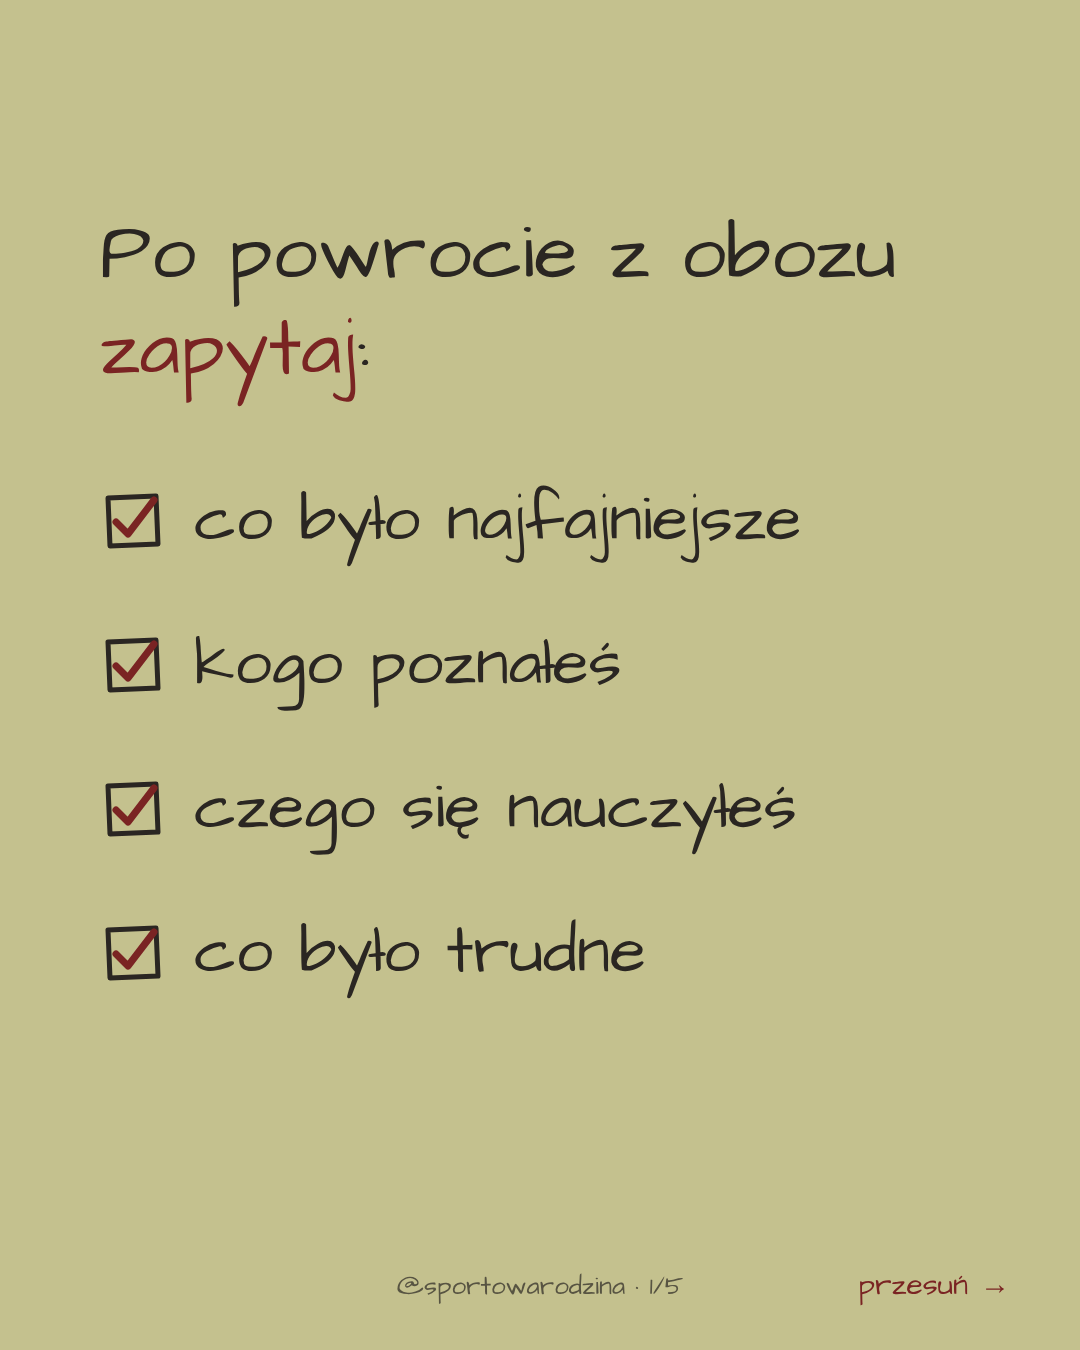 Po powrocie z obozu
zapytaj:
co było najfajniejsze
kogo poznałeś
czego się nauczyłeś
co było trudne
@sportowarodzina · 1/5
przesuń →